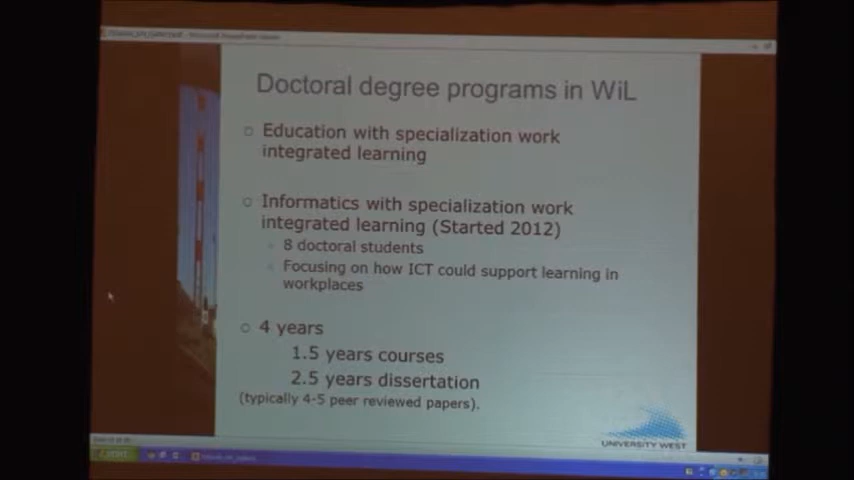 Doctoral degree programs in WiL
Education with specialization work
integrated learning
Informatics with specialization work
integrated learning (Started 2012)
8 doctoral students
Focusing on how ICT could support learning in
workplaces
4 years
1.5 years courses
2.5 years dissertation
(typically 4-5 peer reviewed papers).
UNIVERSITY WEST